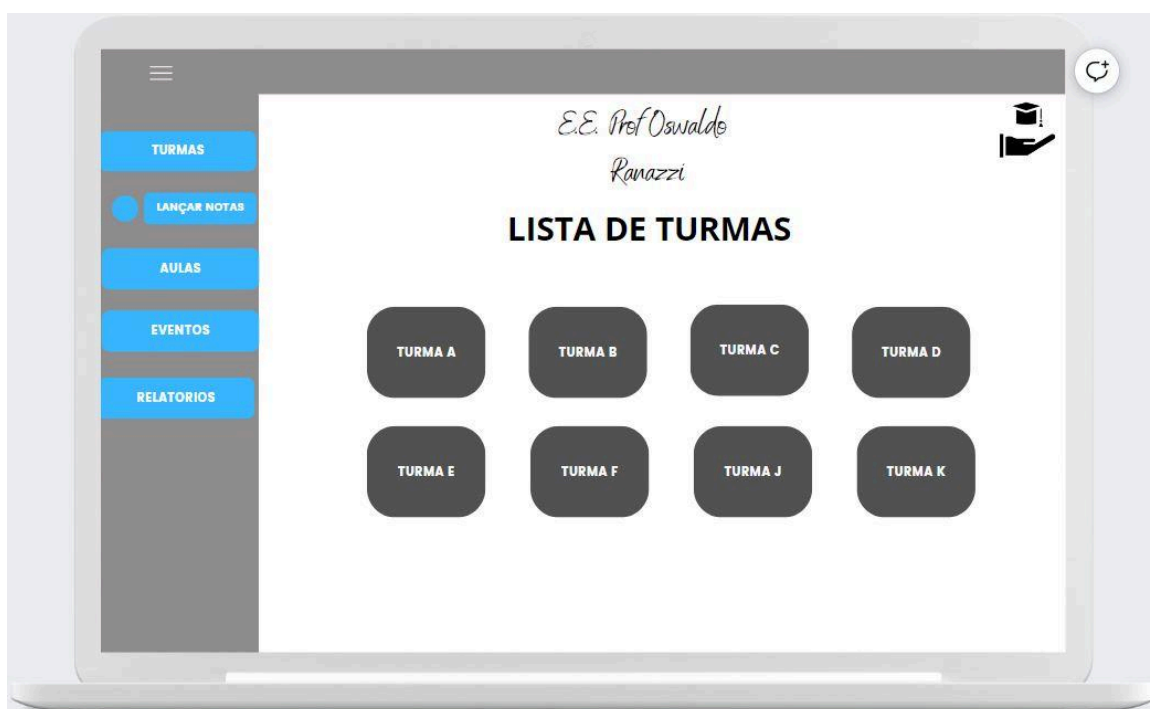 E.E. Prof Oswaldo
Ranazzi
LISTA DE TURMAS
TURMAS
LANÇAR NOTAS
AULAS
EVENTOS
RELATORIOS
TURMA A
TURMA B
TURMA C
TURMA D
TURMA E
TURMA F
TURMA J
TURMA K